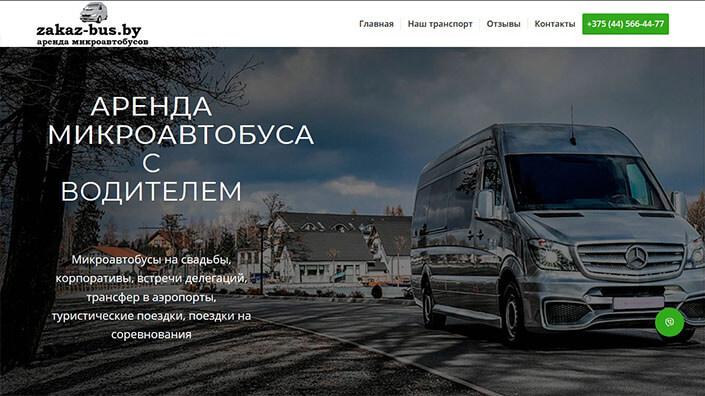 zakaz-bus.by
аренда микроавтобусов
Главная
Наш транспорт
Отзывы
Контакты
+375 (44) 566-44-77
АРЕНДА
МИКРОАВТОБУСА
С
ВОДИТЕЛЕМ
Микроавтобусы на свадьбы,
корпоративы, встречи делегаций,
трансфер в аэропорты,
туристические поездки, поездки на
соревнования